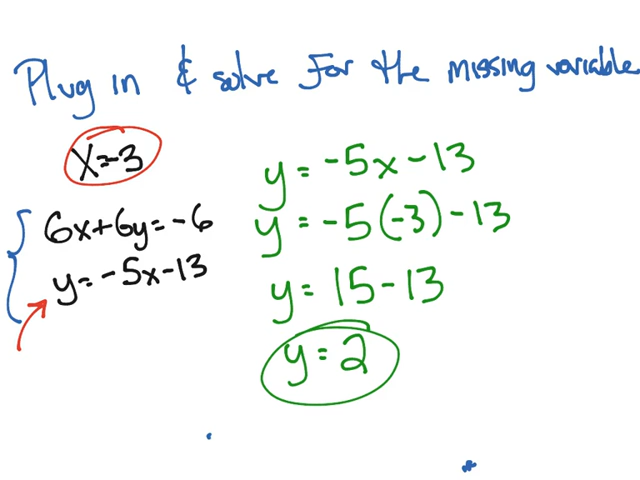 Plug in & solve for the missing variable
x=-3
6x+6y=-6
y=-5x-13
y=-5x-13
y=-5(-3)-13
y=15-13
y=2